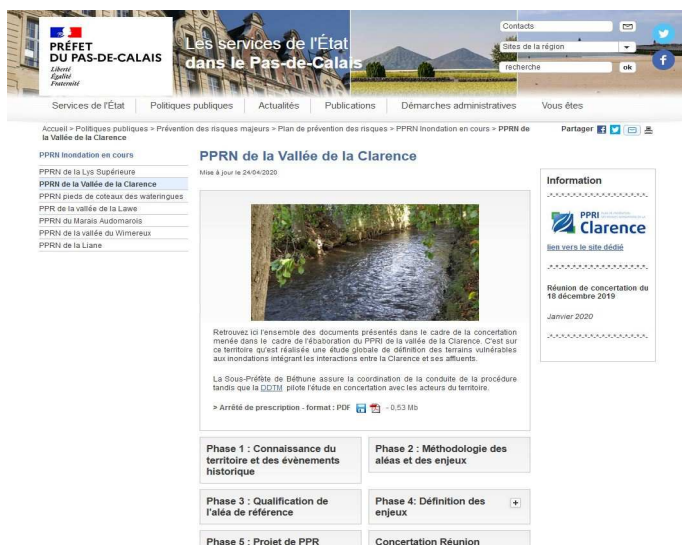 PRÉFET
DU PAS-DE-CALAIS
Liberté
Égalité
Fraternité
Les services de l'État
dans le Pas-de-Calais
Contacts
Sites de la région
recherche
ok
Services de l'État
Politiques publiques
Actualités
Publications
Démarches administratives
Vous êtes
Accueil > Politiques publiques > Prévention des risques majeurs > Plan de prévention des risques > PPRN Inondation en cours > PPRN de
la Vallée de la Clarence
Partager
PPRN Inondation en cours
PPRN de la Lys Supérieure
PPRN de la Vallée de la Clarence
PPRN pieds de coteaux des wateringues
PPR de la vallée de la Lawe
PPRN du Marais Audomarois
PPRN de la vallée du Wimereux
PPRN de la Liane
PPRN de la Vallée de la Clarence
Mise à jour le 24/04/2020
Retrouvez ici l'ensemble des documents présentés dans le cadre de la concertation
menée dans le cadre de l'ébaboration du PPRI de la vallée de la Clarence. C'est sur
ce territoire qu'est réalisée une étude globale de définition des terrains vulnérables
aux inondations intégrant les interactions entre la Clarence et ses affluents.
La Sous-Préfète de Béthune assure la coordination de la conduite de la procédure
tandis que la DDTM pilote l'étude en concertation avec les acteurs du territoire.
> Arrêté de prescription - format : PDF - 0,53 Mb
Phase 1 : Connaissance du
territoire et des évènements
historique
Phase 2 : Méthodologie des
aléas et des enjeux
Phase 3 : Qualification de
l'aléa de référence
Phase 4: Définition des
enjeux
Phase 5 : Projet de PPR
Concertation Réunion
Information
PPRI
Clarence
lien vers le site dédié
Réunion de concertation du
18 décembre 2019
Janvier 2020